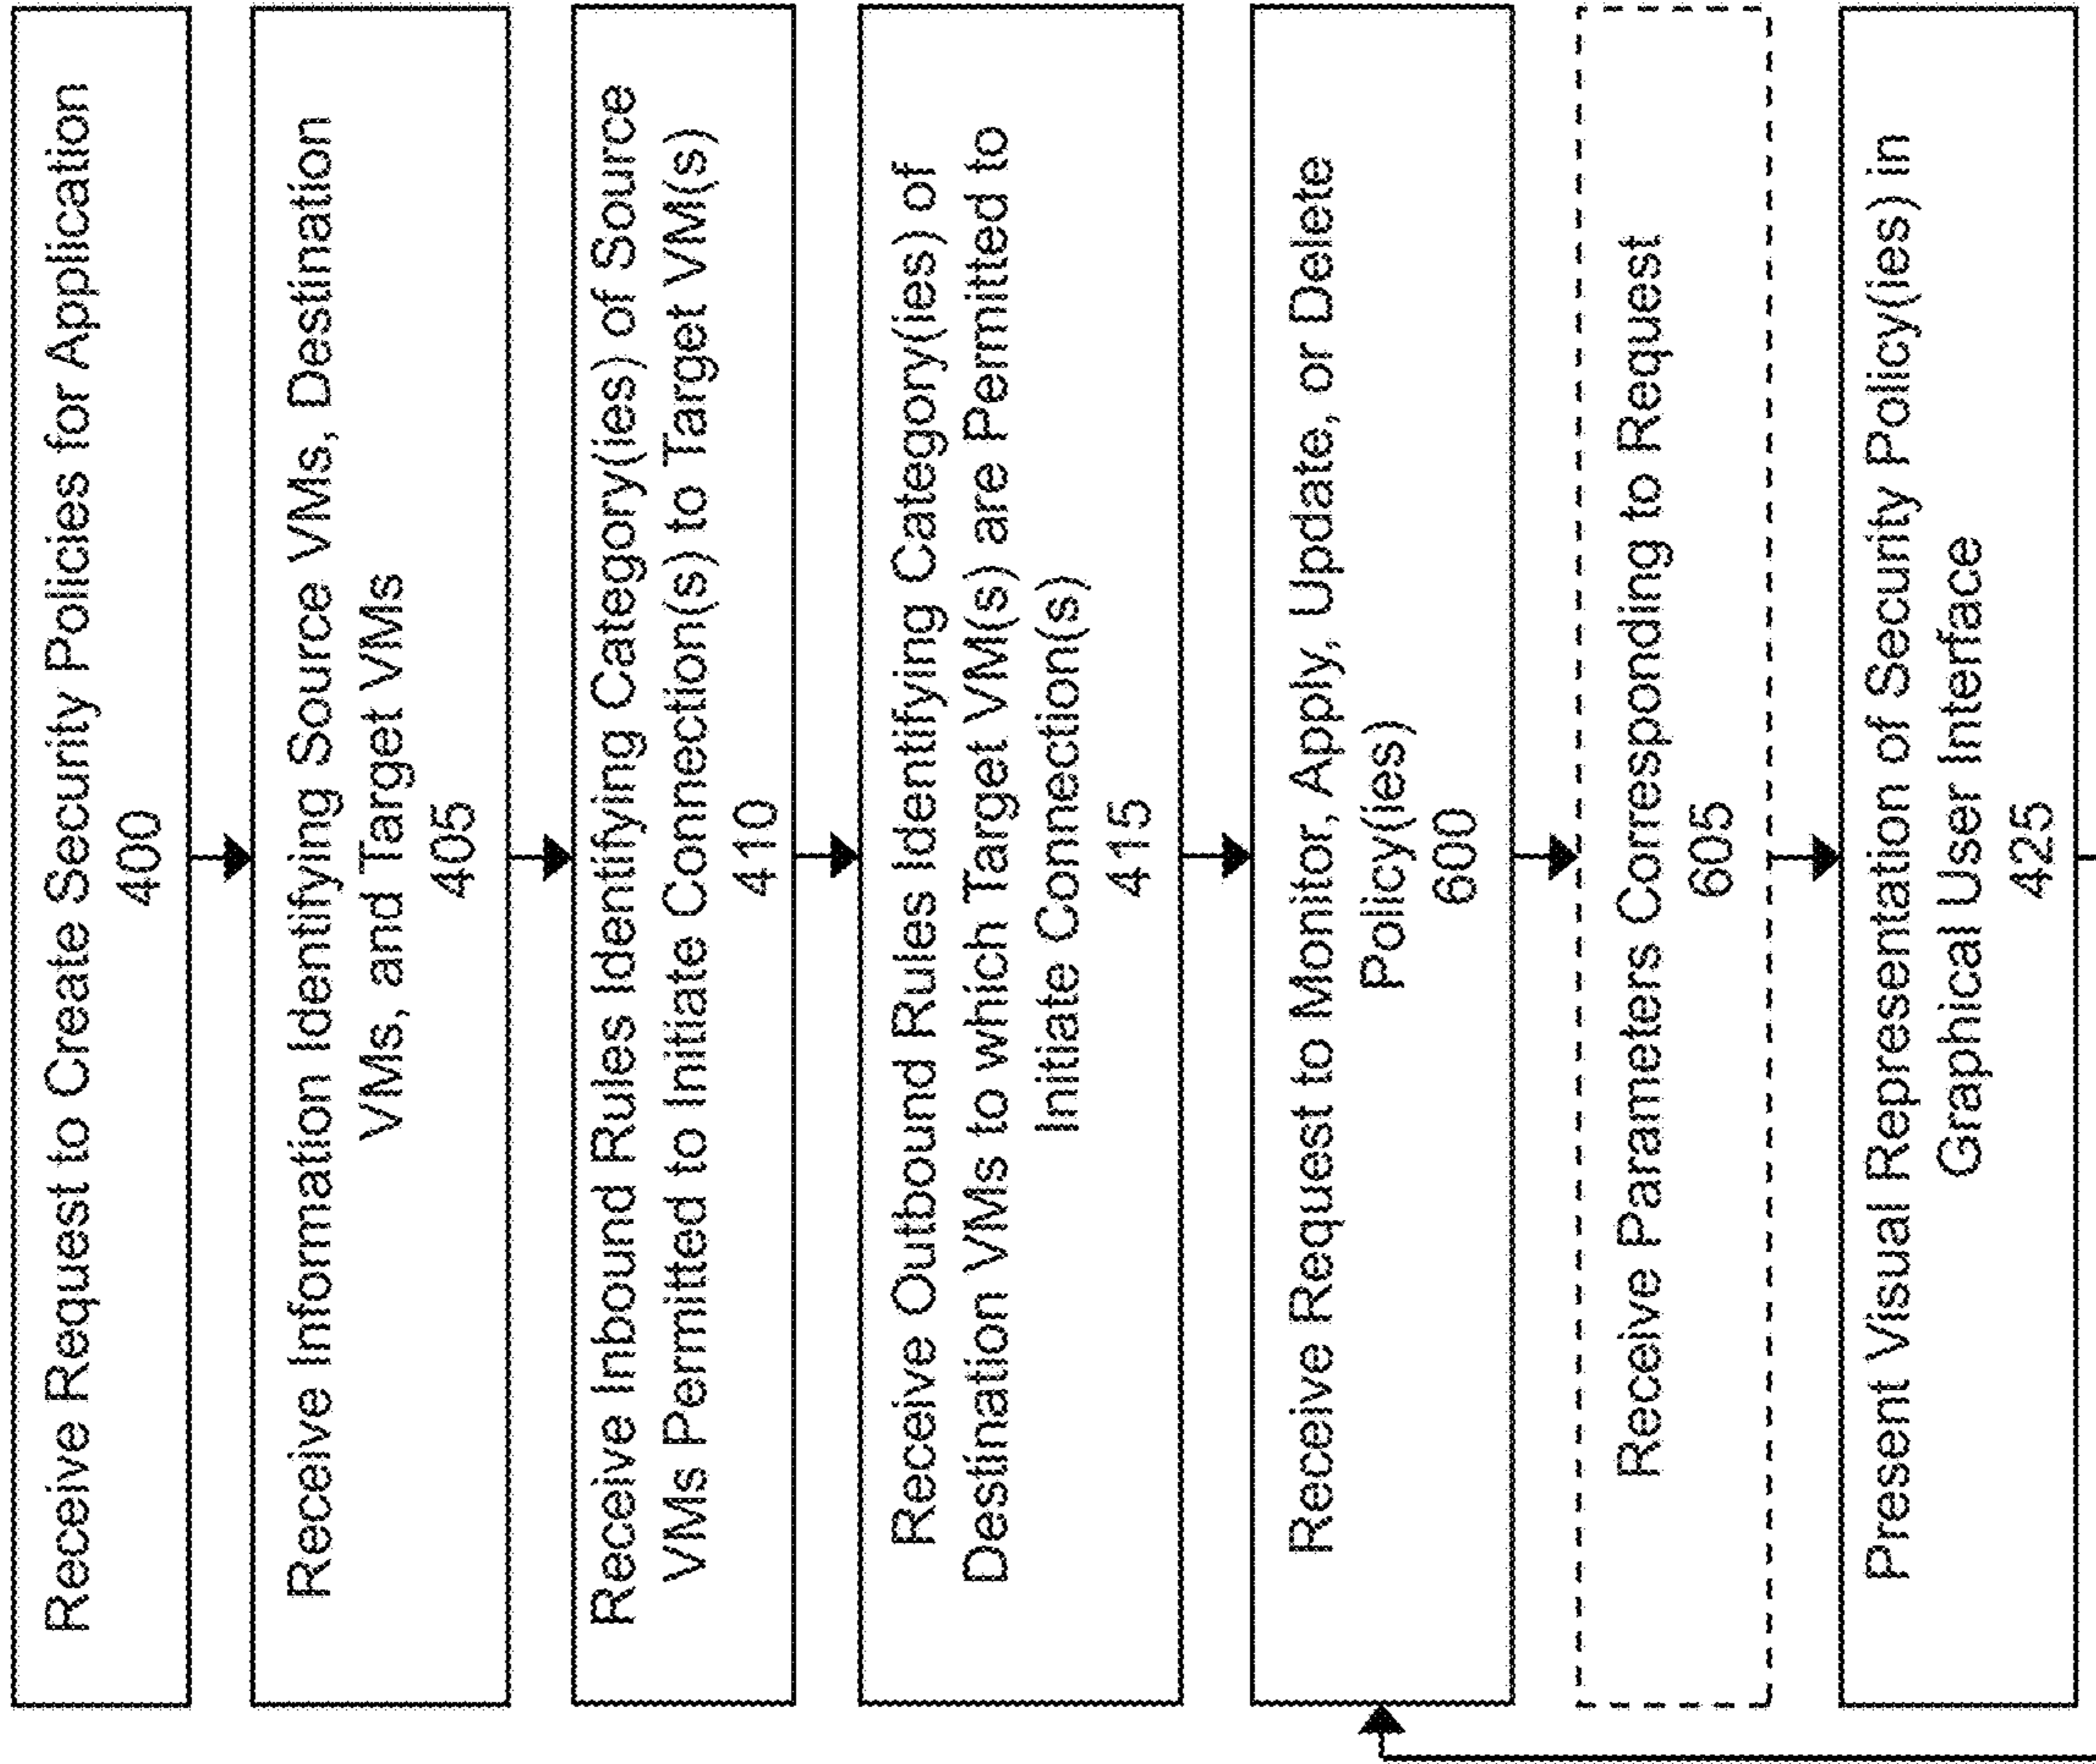 Receive Request to Create Security Policies for Application
400
Receive Information Identifying Source VMs, Destination
VMs, and Target VMs
405
Receive Inbound Rules Identifying Category(ies) of Source
VMs Permitted to Initiate Connection(s) to Target VM(s)
410
Receive Outbound Rules Identifying Category(ies) of
Destination VMs to which Target VM(s) are Permitted to
Initiate Connection(s)
415
Receive Request to Monitor, Apply, Update, or Delete
Policy(ies)
600
Receive Parameters Corresponding to Request
605
Present Visual Representation of Security Policy(ies) in
Graphical User Interface
425